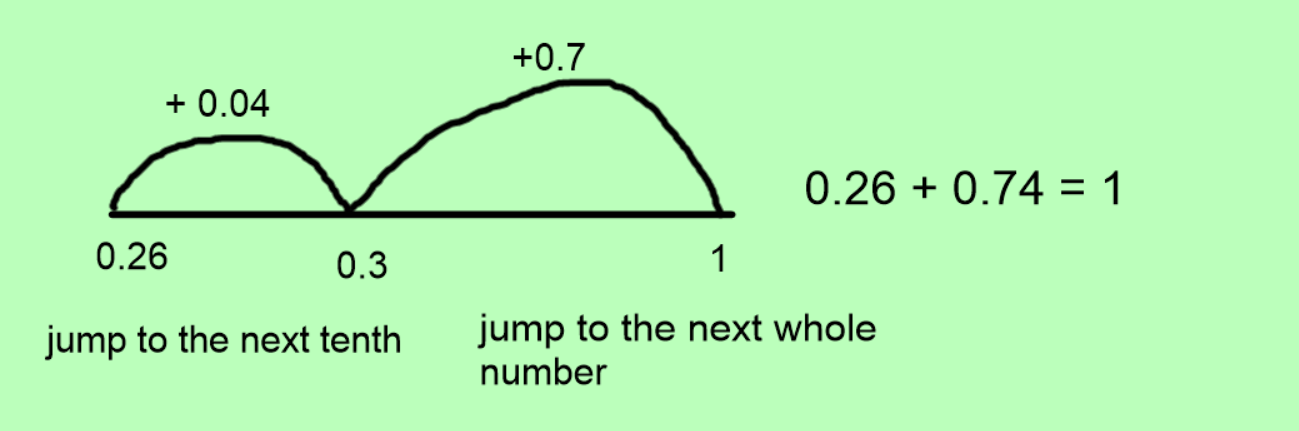 +0.7
+ 0.04
0.26 + 0.74 = 1
0.26
0.3
1
jump to the next tenth
jump to the next whole
number